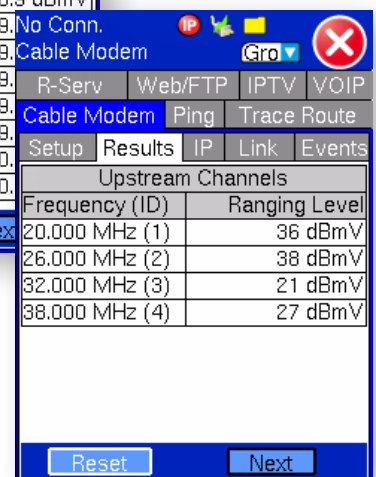 No Conn. IP
Cable Modem Gro
R-Serv Web/FTP IPTV VOIP
Cable Modem Ping Trace Route
Setup Results IP Link Events
Upstream Channels
Frequency (ID) Ranging Level
20.000 MHz (1) 36 dBmV
26.000 MHz (2) 38 dBmV
32.000 MHz (3) 21 dBmV
38.000 MHz (4) 27 dBmV
Reset Next